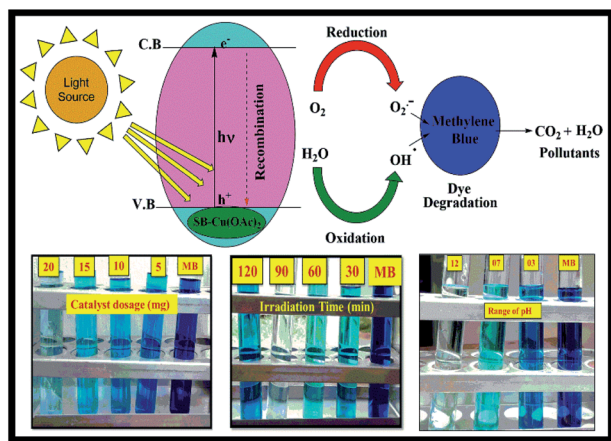 C.B
e-
Reduction
Light
Source
O₂
O₂·-
Recombination
hν
Methylene
Blue
CO₂ + H₂O
Pollutants
H₂O
OH·
h+
V.B
Dye
Degradation
SB-Cu(OAc)₂
Oxidation
20 15 10 5 MB
Catalyst dosage (mg)
120 90 60 30 MB
Irradiation Time (min)
12 07 03 MB
Range of pH